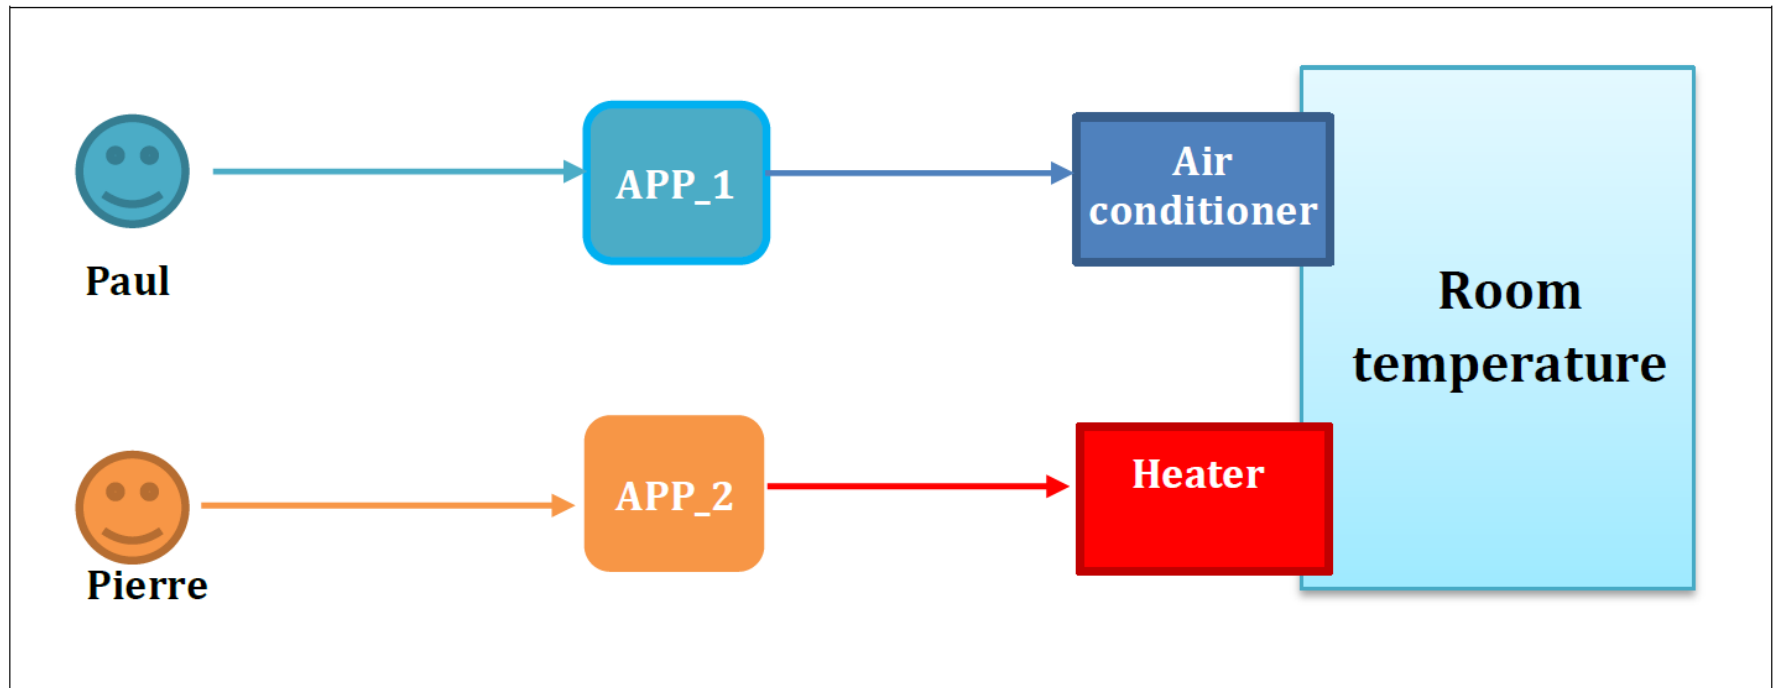 Paul
APP_1
Air
conditioner
Room
temperature
Pierre
APP_2
Heater